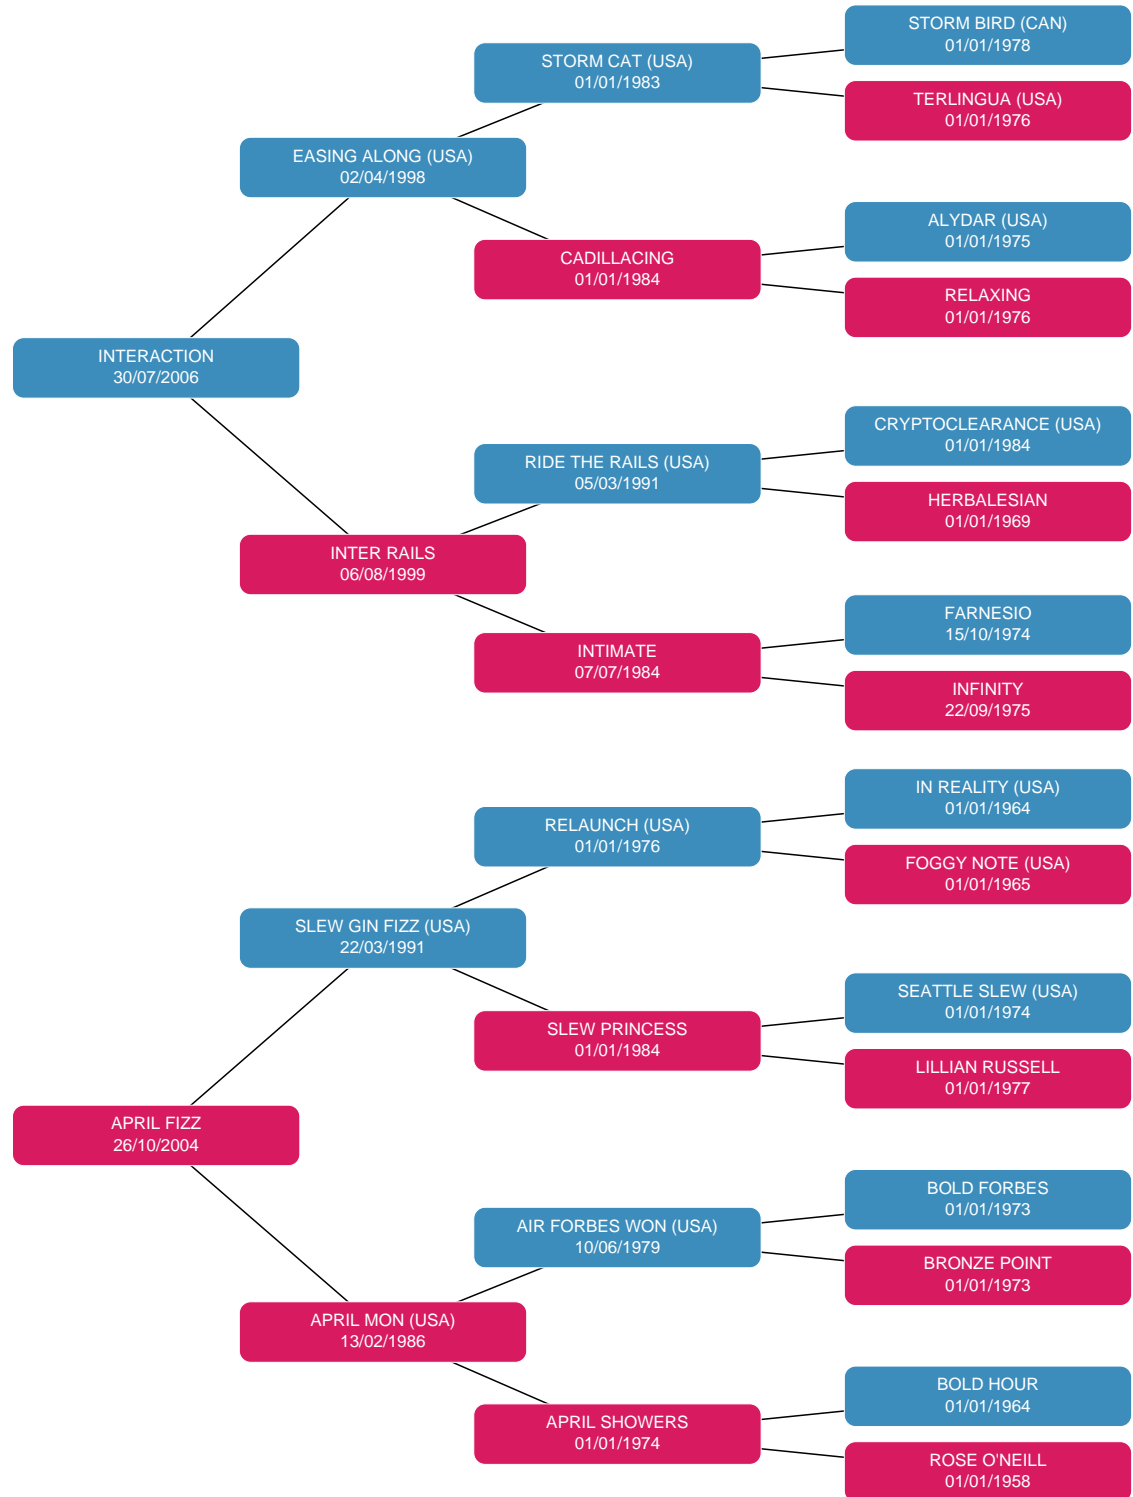 STORM BIRD (CAN)
01/01/1978
STORM CAT (USA)
01/01/1983
TERLINGUA (USA)
01/01/1976
EASING ALONG (USA)
02/04/1998
ALYDAR (USA)
01/01/1975
CADILLACING
01/01/1984
RELAXING
01/01/1976
INTERACTION
30/07/2006
CRYPTOCLEARANCE (USA)
01/01/1984
RIDE THE RAILS (USA)
05/03/1991
HERBALESIAN
01/01/1969
INTER RAILS
06/08/1999
FARNESIO
15/10/1974
INTIMATE
07/07/1984
INFINITY
22/09/1975
IN REALITY (USA)
01/01/1964
RELAUNCH (USA)
01/01/1976
FOGGY NOTE (USA)
01/01/1965
SLEW GIN FIZZ (USA)
22/03/1991
SEATTLE SLEW (USA)
01/01/1974
SLEW PRINCESS
01/01/1984
LILLIAN RUSSELL
01/01/1977
APRIL FIZZ
26/10/2004
BOLD FORBES
01/01/1973
AIR FORBES WON (USA)
10/06/1979
BRONZE POINT
01/01/1973
APRIL MON (USA)
13/02/1986
BOLD HOUR
01/01/1964
APRIL SHOWERS
01/01/1974
ROSE O'NEILL
01/01/1958